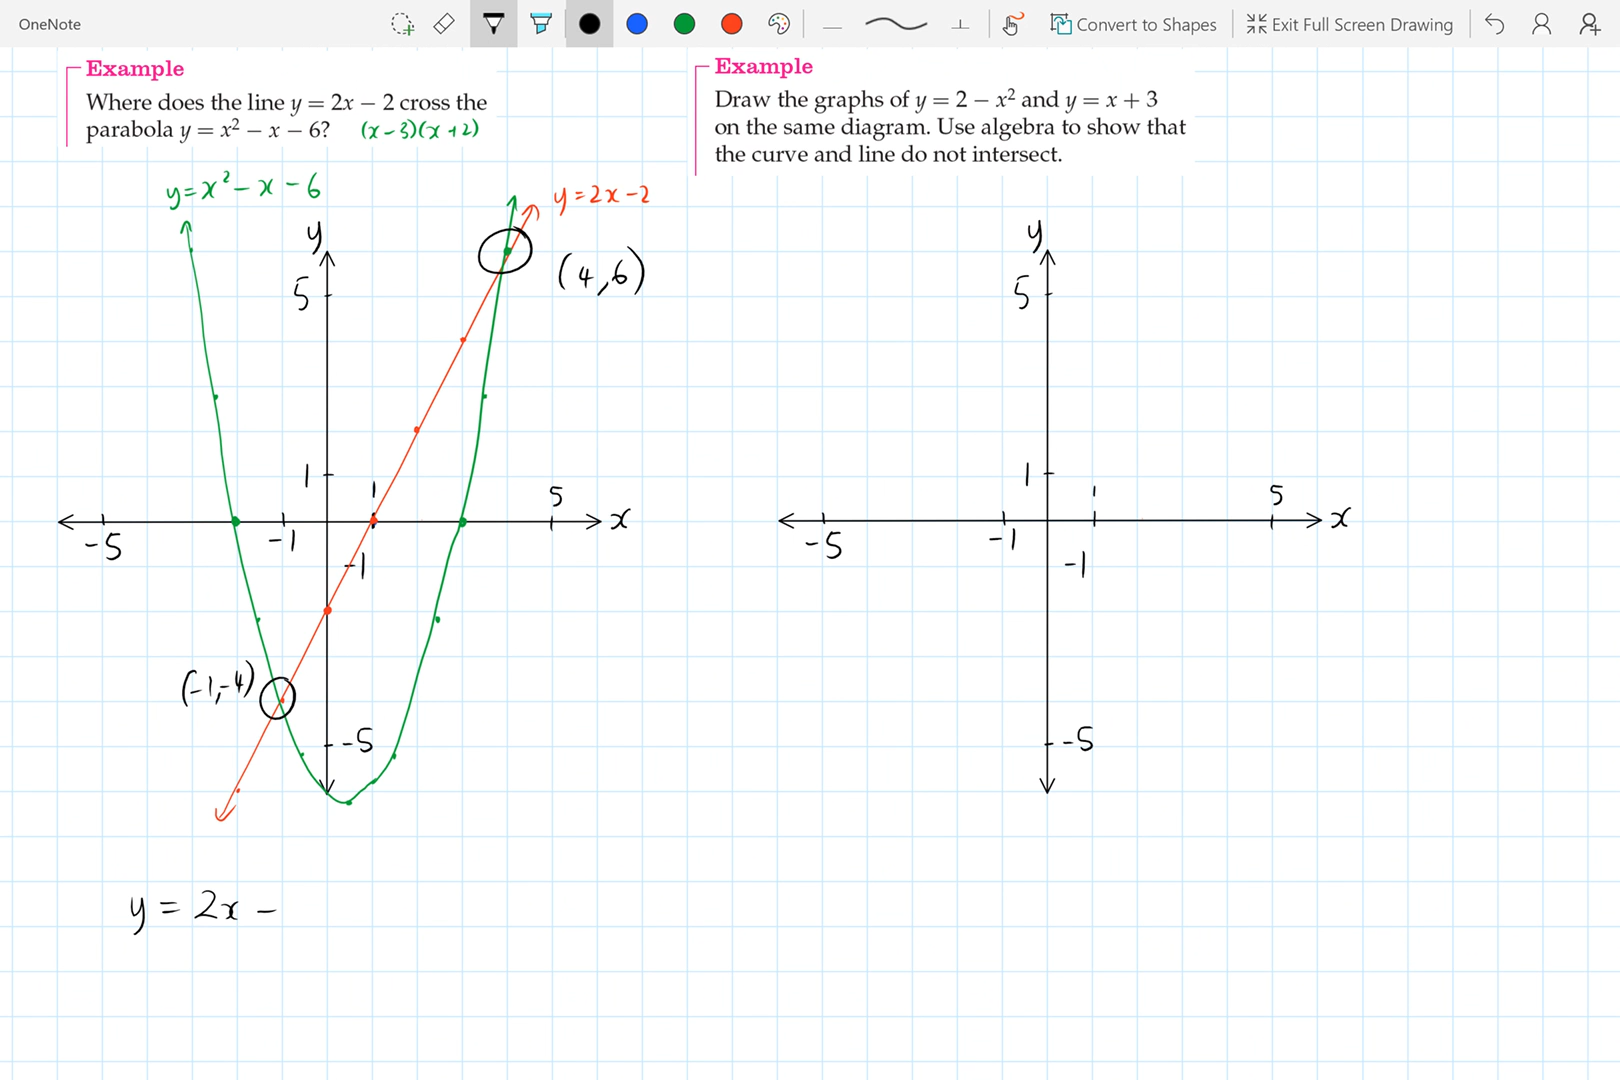 OneNote
Convert to Shapes
Exit Full Screen Drawing
Example
Where does the line y = 2x − 2 cross the
parabola y = x² − x − 6? (x − 3)(x + 2)
y = x² − x − 6
y = 2x − 2
y
(4, 6)
5
1
1
5
x
-5
-1
-1
(-1, -4)
-5
y = 2x −
Example
Draw the graphs of y = 2 − x² and y = x + 3
on the same diagram. Use algebra to show that
the curve and line do not intersect.
y
5
1
1
5
x
-5
-1
-1
-5